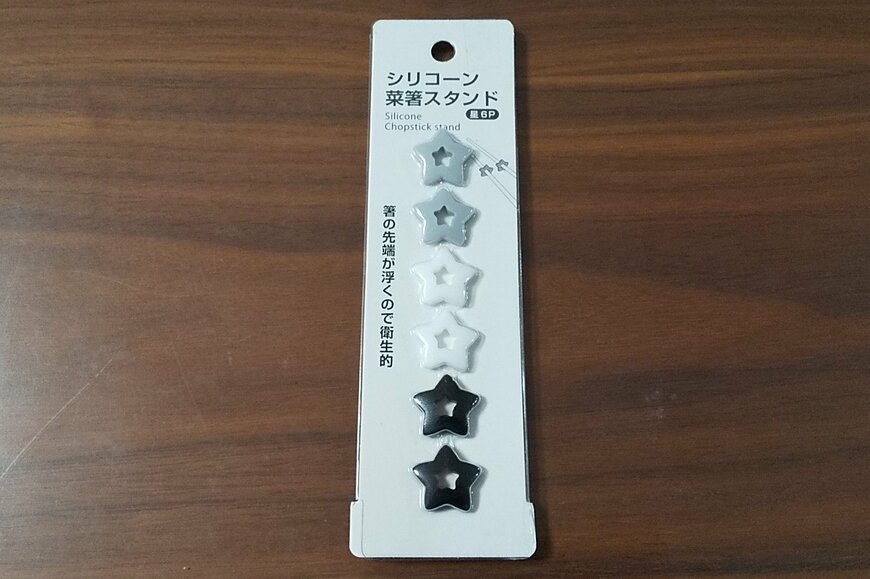 シリコーン
菜箸スタンド
星6P
Silicone
Chopstick stand
箸の先端が浮くので衛生的